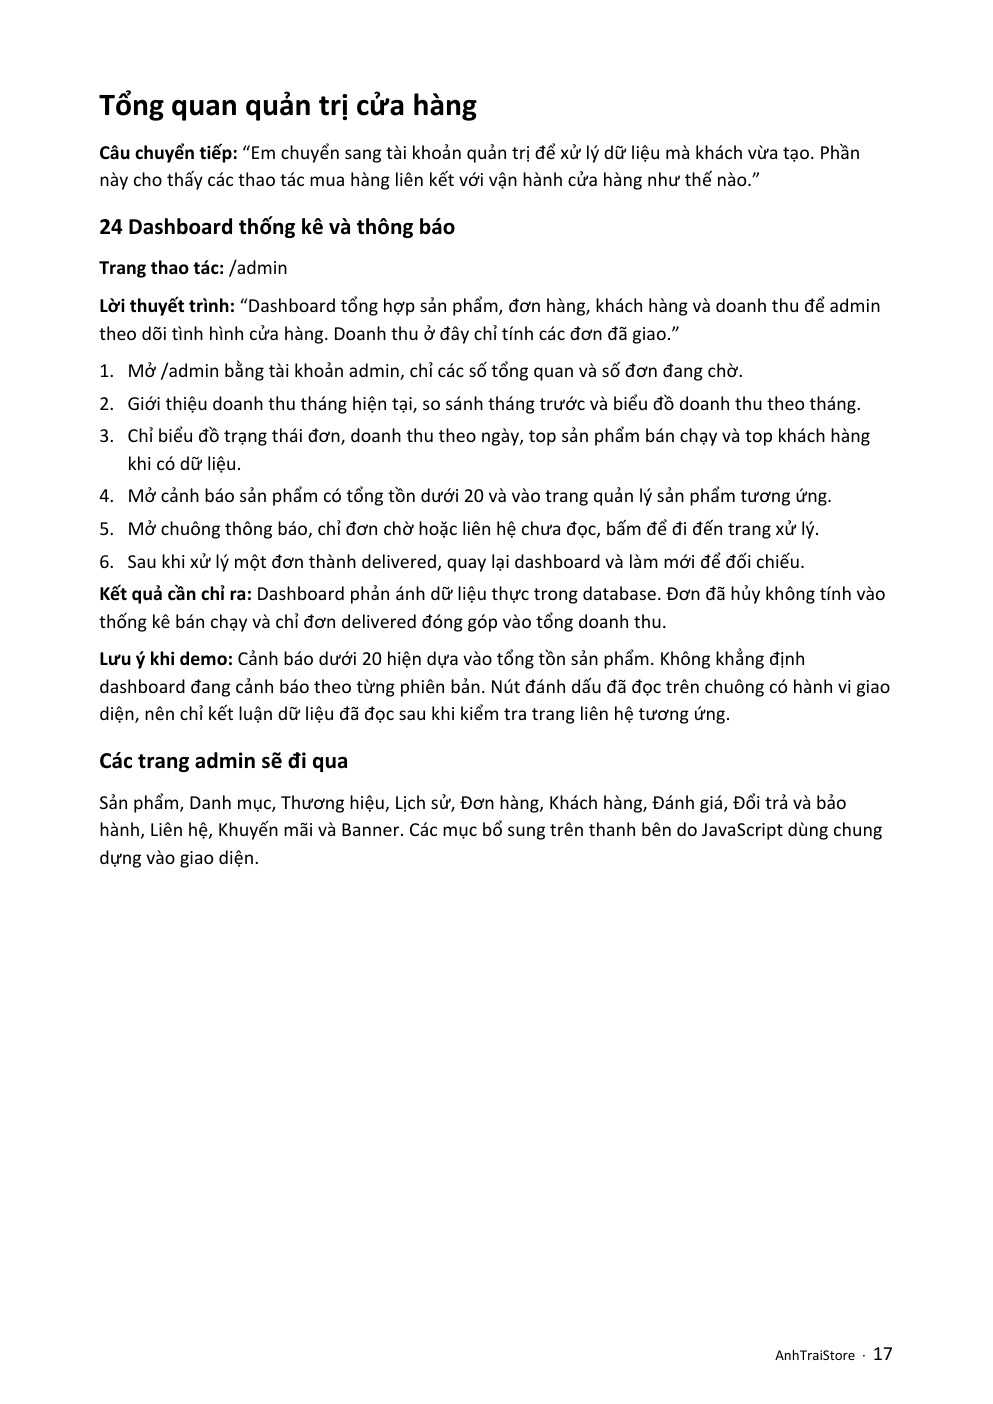 Tổng quan quản trị cửa hàng
Câu chuyển tiếp: “Em chuyển sang tài khoản quản trị để xử lý dữ liệu mà khách vừa tạo. Phần
này cho thấy các thao tác mua hàng liên kết với vận hành cửa hàng như thế nào.”
24 Dashboard thống kê và thông báo
Trang thao tác: /admin
Lời thuyết trình: “Dashboard tổng hợp sản phẩm, đơn hàng, khách hàng và doanh thu để admin
theo dõi tình hình cửa hàng. Doanh thu ở đây chỉ tính các đơn đã giao.”
1. Mở /admin bằng tài khoản admin, chỉ các số tổng quan và số đơn đang chờ.
2. Giới thiệu doanh thu tháng hiện tại, so sánh tháng trước và biểu đồ doanh thu theo tháng.
3. Chỉ biểu đồ trạng thái đơn, doanh thu theo ngày, top sản phẩm bán chạy và top khách hàng
khi có dữ liệu.
4. Mở cảnh báo sản phẩm có tổng tồn dưới 20 và vào trang quản lý sản phẩm tương ứng.
5. Mở chuông thông báo, chỉ đơn chờ hoặc liên hệ chưa đọc, bấm để đi đến trang xử lý.
6. Sau khi xử lý một đơn thành delivered, quay lại dashboard và làm mới để đối chiếu.
Kết quả cần chỉ ra: Dashboard phản ánh dữ liệu thực trong database. Đơn đã hủy không tính vào
thống kê bán chạy và chỉ đơn delivered đóng góp vào tổng doanh thu.
Lưu ý khi demo: Cảnh báo dưới 20 hiện dựa vào tổng tồn sản phẩm. Không khẳng định
dashboard đang cảnh báo theo từng phiên bản. Nút đánh dấu đã đọc trên chuông có hành vi giao
diện, nên chỉ kết luận dữ liệu đã đọc sau khi kiểm tra trang liên hệ tương ứng.
Các trang admin sẽ đi qua
Sản phẩm, Danh mục, Thương hiệu, Lịch sử, Đơn hàng, Khách hàng, Đánh giá, Đổi trả và bảo
hành, Liên hệ, Khuyến mãi và Banner. Các mục bổ sung trên thanh bên do JavaScript dùng chung
dựng vào giao diện.
AnhTraiStore · 17